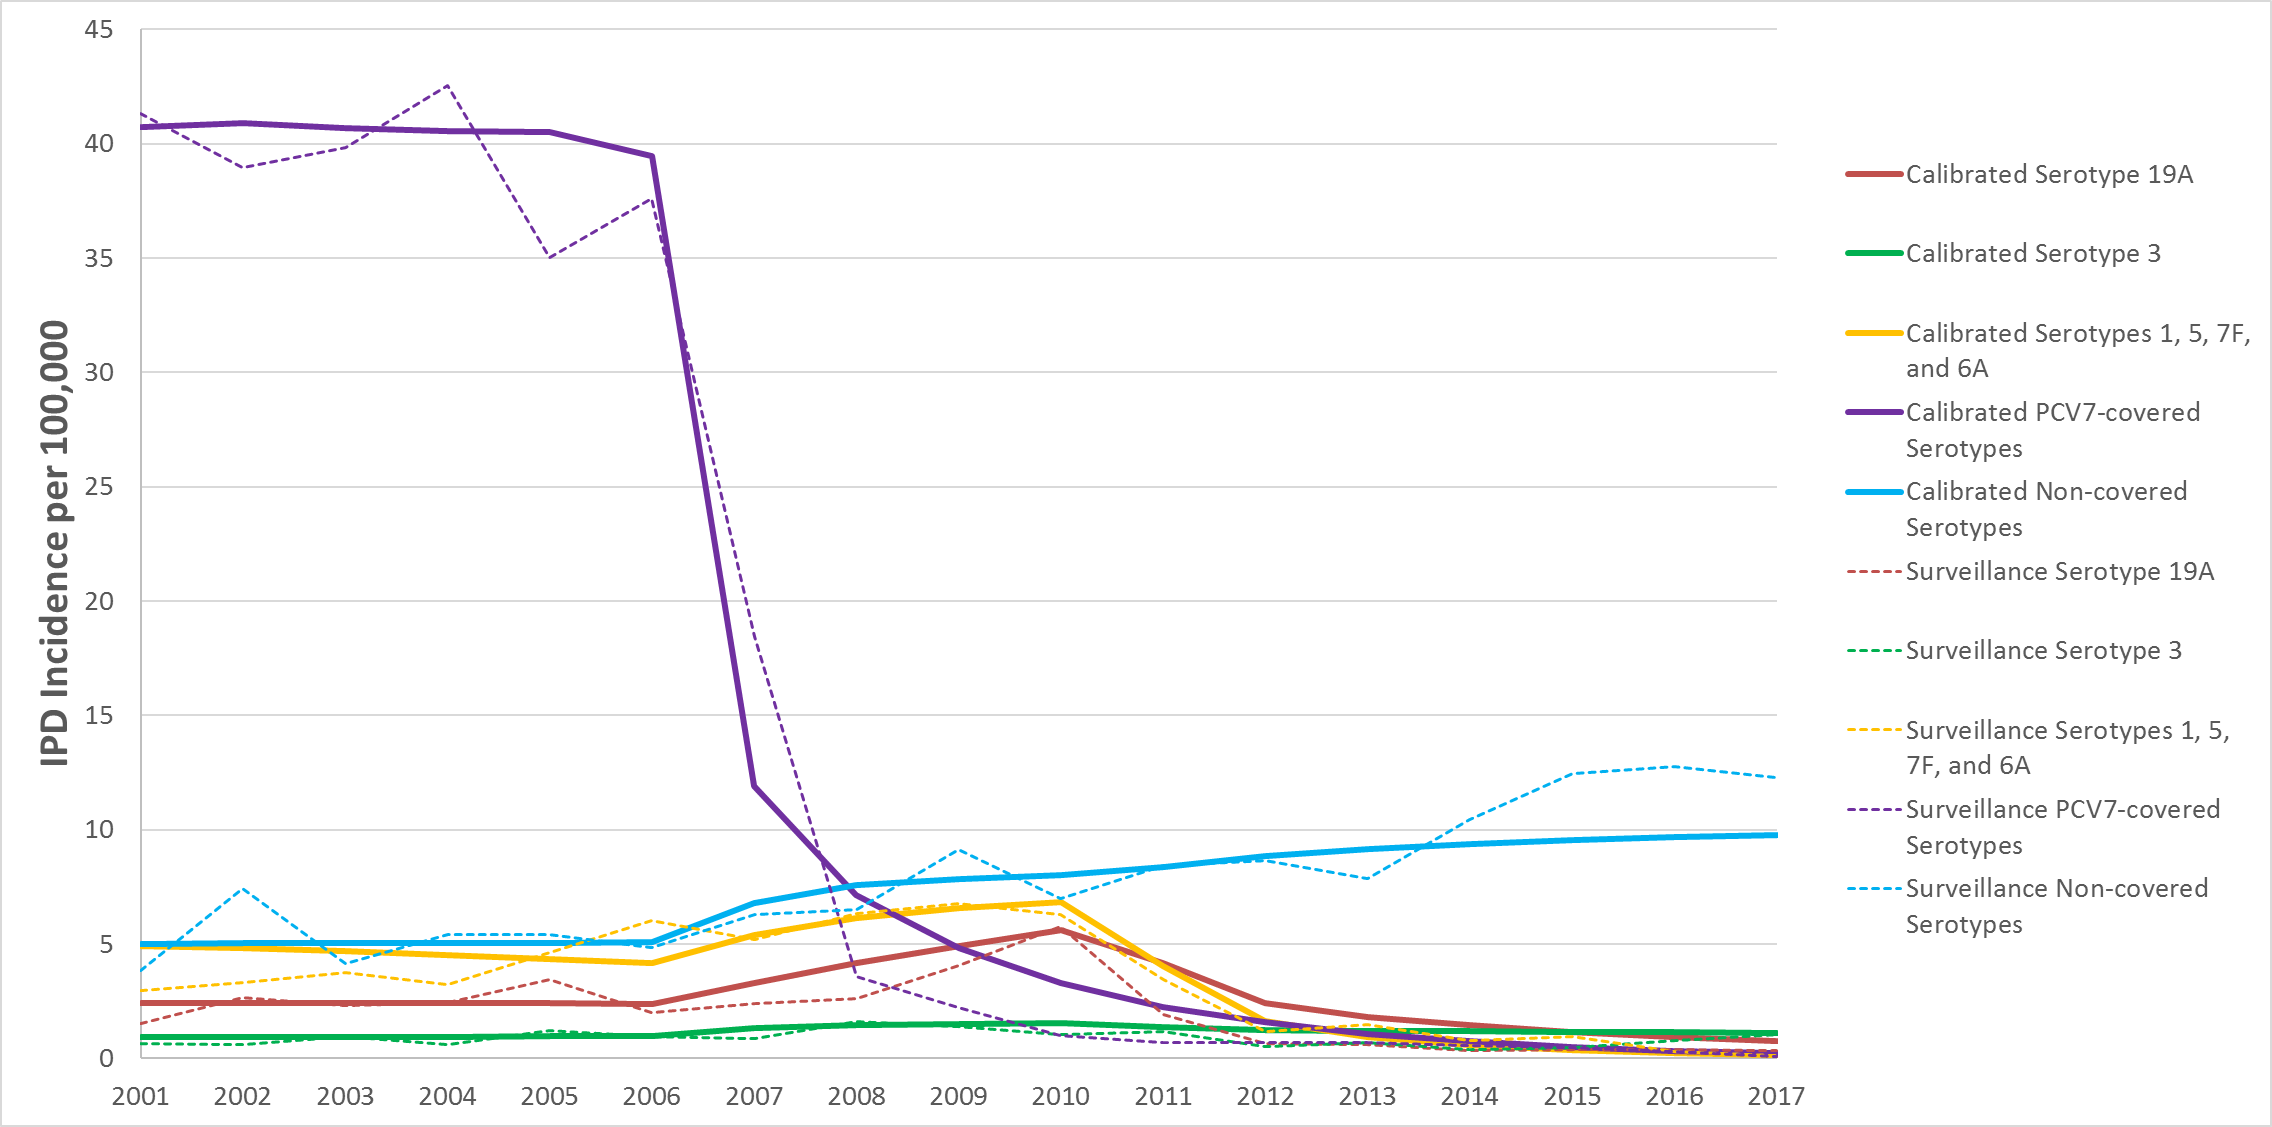 IPD Incidence per 100,000
45
40
35
30
25
20
15
10
5
0
2001 2002 2003 2004 2005 2006 2007 2008 2009 2010 2011 2012 2013 2014 2015 2016 2017
Calibrated Serotype 19A
Calibrated Serotype 3
Calibrated Serotypes 1, 5, 7F,
and 6A
Calibrated PCV7-covered
Serotypes
Calibrated Non-covered
Serotypes
Surveillance Serotype 19A
Surveillance Serotype 3
Surveillance Serotypes 1, 5,
7F, and 6A
Surveillance PCV7-covered
Serotypes
Surveillance Non-covered
Serotypes